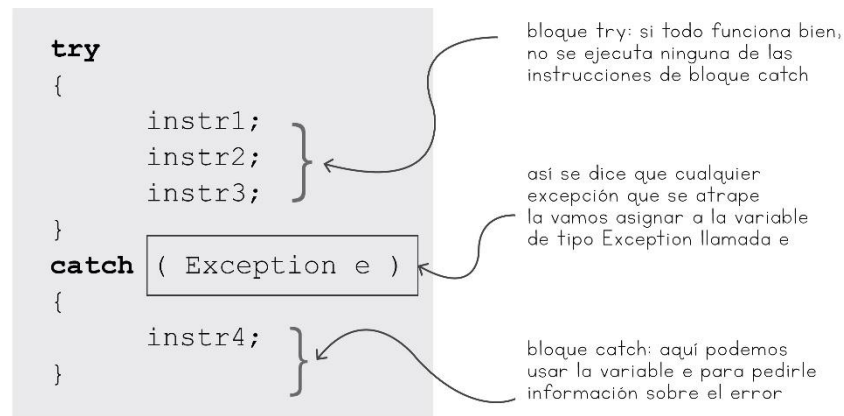 try
{
instr1;
instr2;
instr3;
}
catch ( Exception e )
{
instr4;
}
bloque try: si todo funciona bien,
no se ejecuta ninguna de las
instrucciones de bloque catch
así se dice que cualquier
excepción que se atrape
la vamos asignar a la variable
de tipo Exception llamada e
bloque catch: aquí podemos
usar la variable e para pedirle
información sobre el error